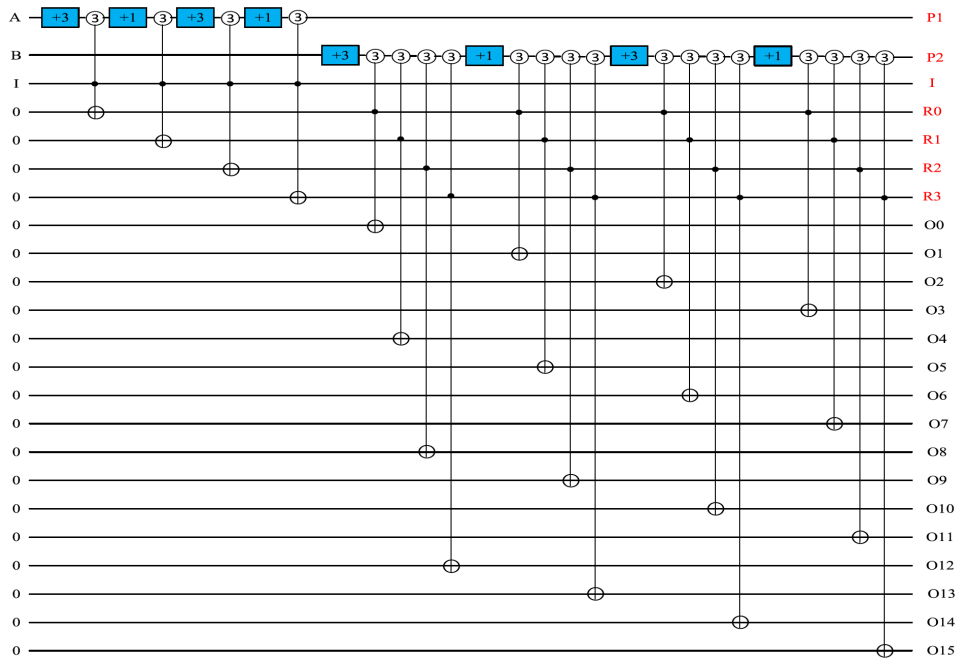 A +3 3 +1 3 +3 3 +1 3 P1
B +3 3 3 3 3 +1 3 3 3 3 +3 3 3 3 3 +1 3 3 3 3 P2
I I
0 R0
0 R1
0 R2
0 R3
0 O0
0 O1
0 O2
0 O3
0 O4
0 O5
0 O6
0 O7
0 O8
0 O9
0 O10
0 O11
0 O12
0 O13
0 O14
0 O15